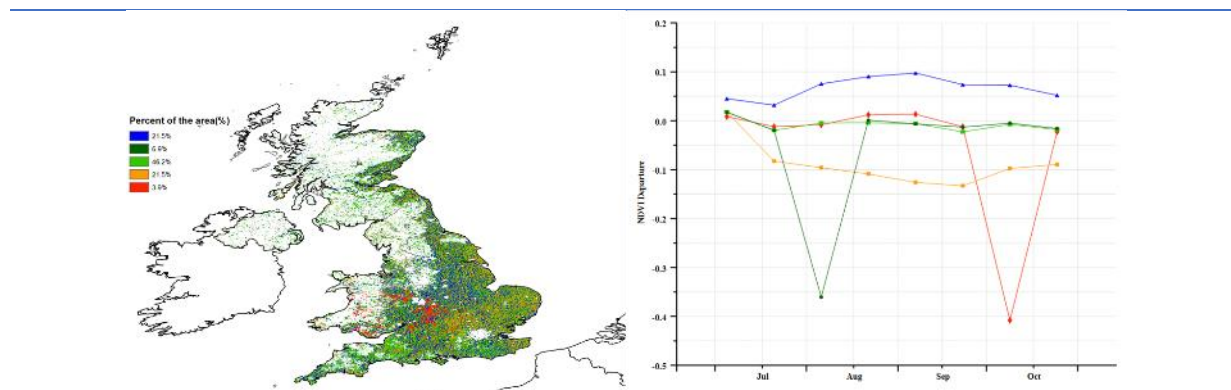 Percent of the area(%)
21.5%
6.9%
46.2%
21.5%
3.9%
0.2
0.1
0.0
-0.1
-0.2
-0.3
-0.4
-0.5
NDVI Departure
Jul
Aug
Sep
Oct